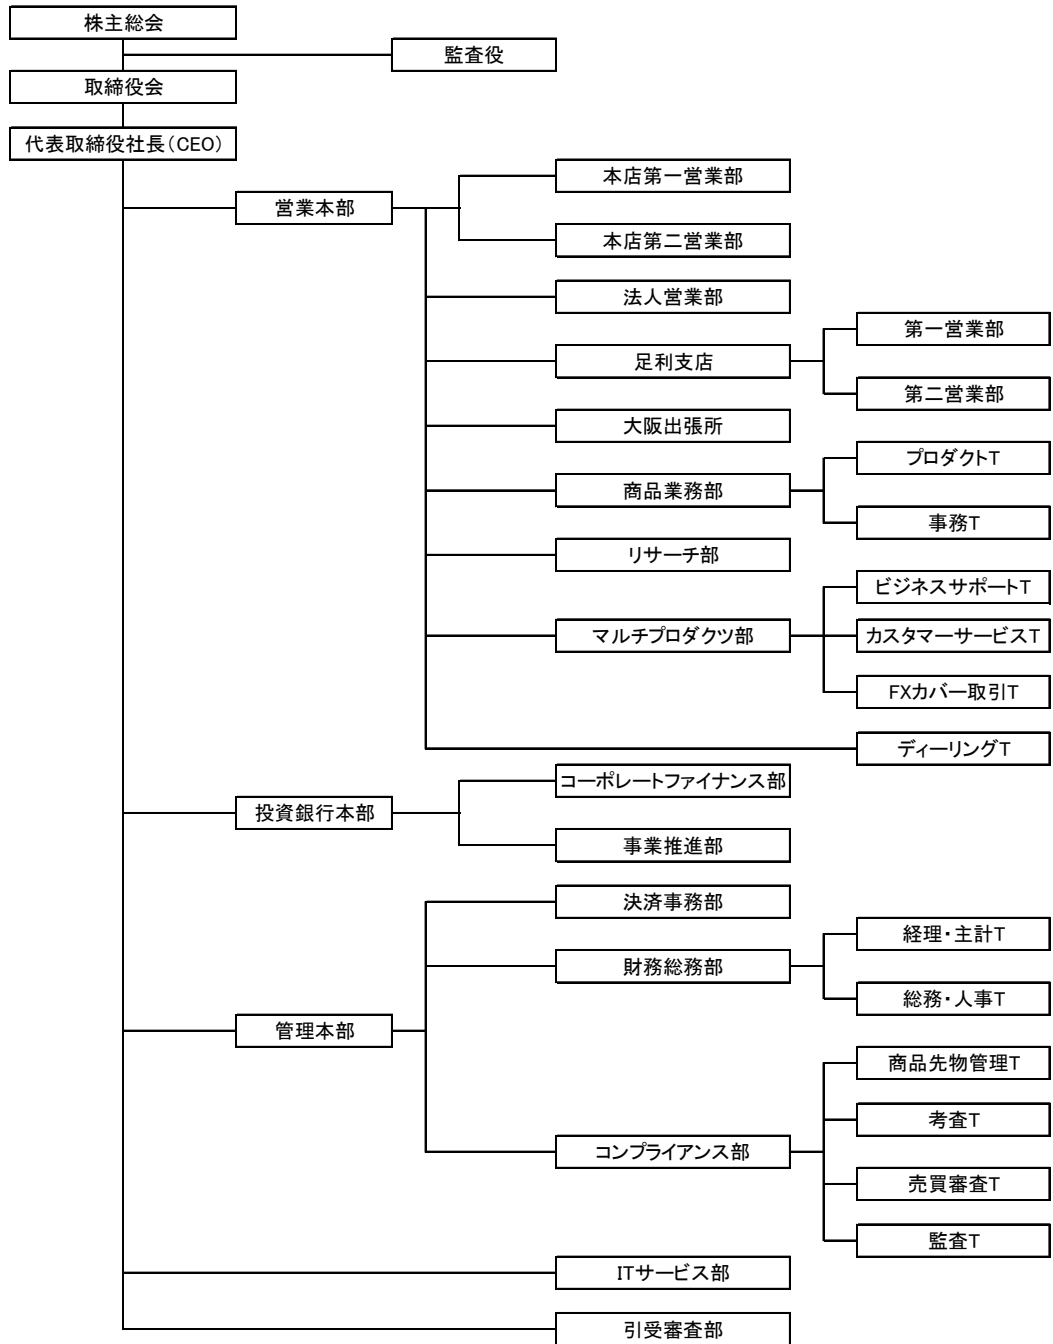 株主総会
監査役
取締役会
代表取締役社長(CEO)
営業本部
本店第一営業部
本店第二営業部
法人営業部
足利支店
第一営業部
第二営業部
大阪出張所
商品業務部
プロダクトT
事務T
リサーチ部
マルチプロダクツ部
ビジネスサポートT
カスタマーサービスT
FXカバー取引T
ディーリングT
投資銀行本部
コーポレートファイナンス部
事業推進部
管理本部
決済事務部
財務総務部
経理・主計T
総務・人事T
コンプライアンス部
商品先物管理T
考査T
売買審査T
監査T
ITサービス部
引受審査部